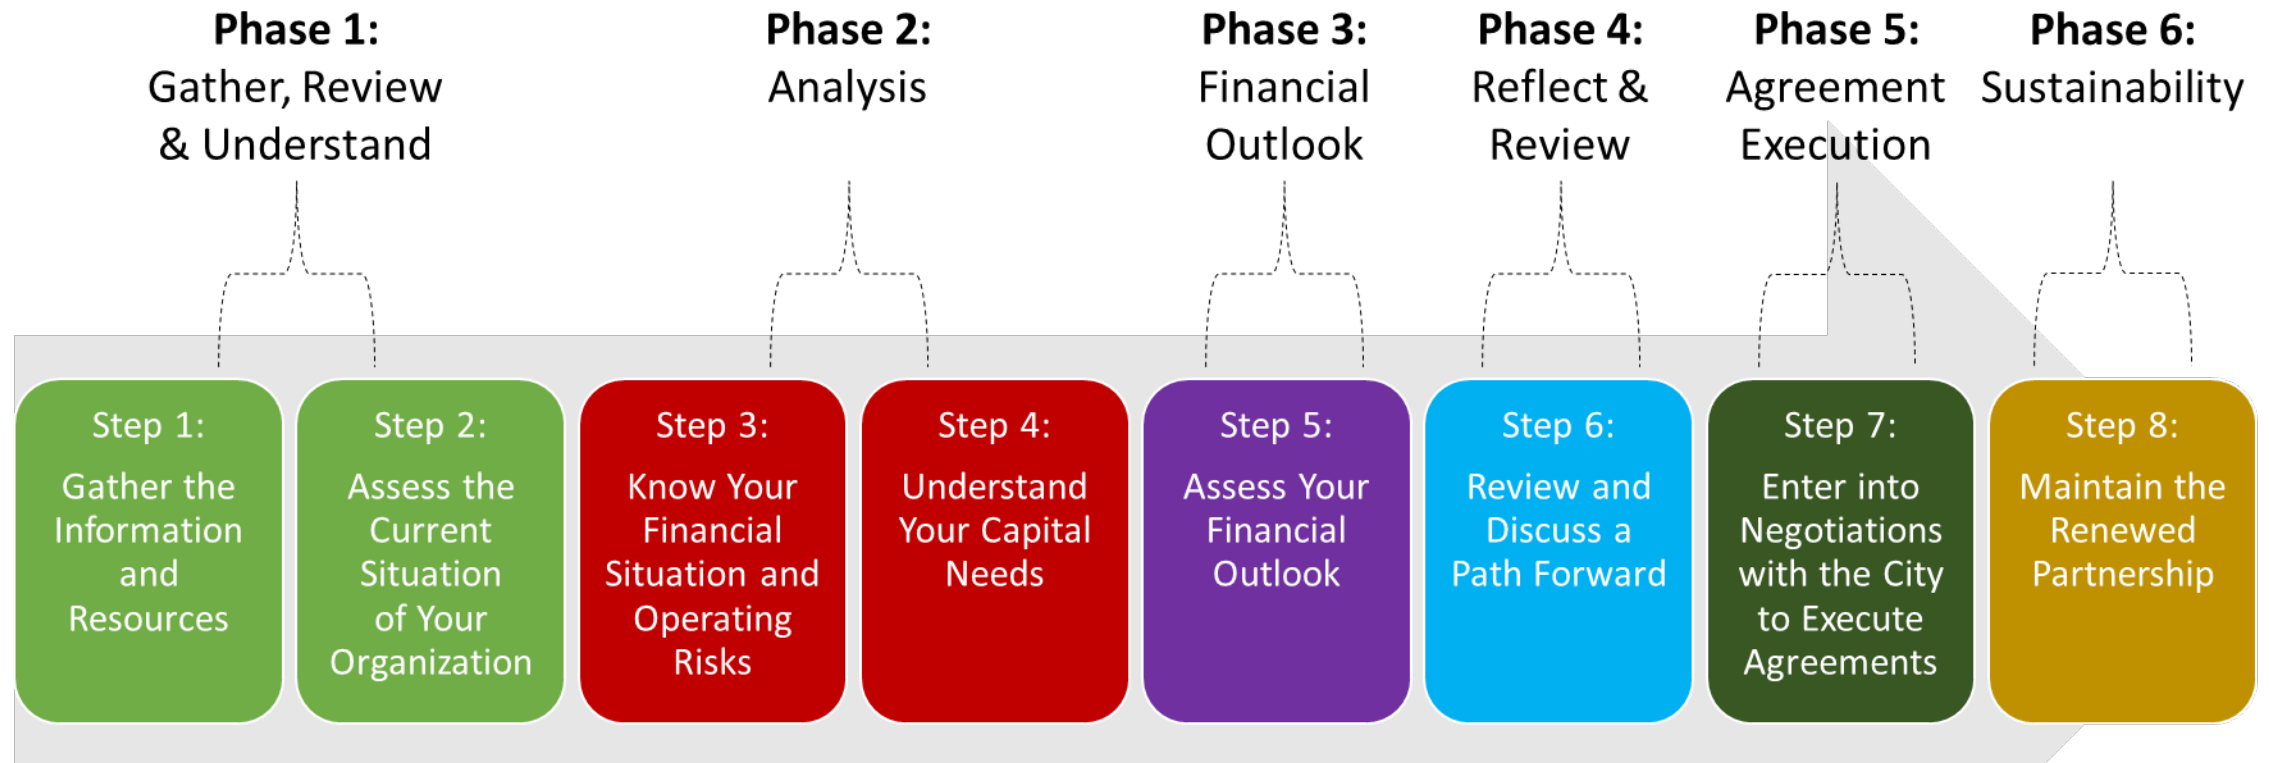 Phase 1:
Gather, Review
& Understand
Phase 2:
Analysis
Phase 3:
Financial
Outlook
Phase 4:
Reflect &
Review
Phase 5:
Agreement
Execution
Phase 6:
Sustainability
Step 1:
Gather the
Information
and
Resources
Step 2:
Assess the
Current
Situation
of Your
Organization
Step 3:
Know Your
Financial
Situation and
Operating
Risks
Step 4:
Understand
Your Capital
Needs
Step 5:
Assess Your
Financial
Outlook
Step 6:
Review and
Discuss a
Path Forward
Step 7:
Enter into
Negotiations
with the City
to Execute
Agreements
Step 8:
Maintain the
Renewed
Partnership